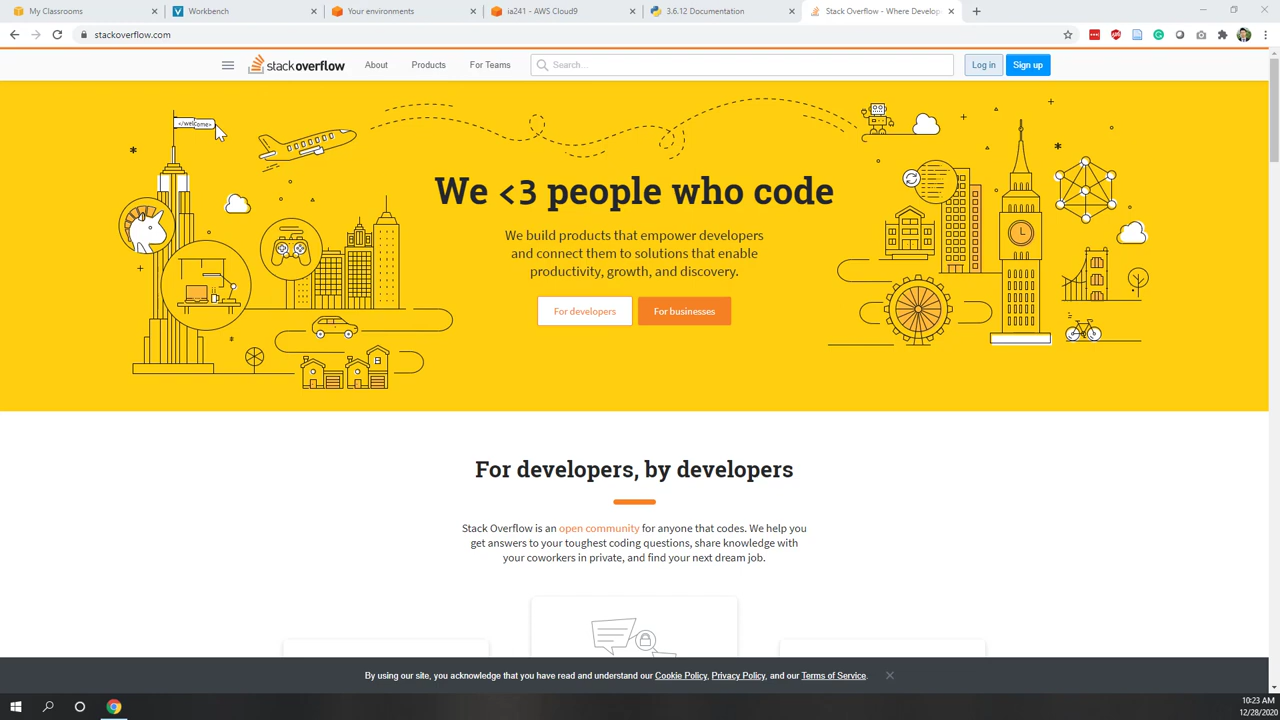 My Classrooms
Workbench
Your environments
ia241 - AWS Cloud9
3.6.12 Documentation
Stack Overflow - Where Develop
stackoverflow.com
stackoverflow
About
Products
For Teams
Search...
Log in
Sign up
</welcome>
We <3 people who code
We build products that empower developers
and connect them to solutions that enable
productivity, growth, and discovery.
For developers
For businesses
For developers, by developers
Stack Overflow is an open community for anyone that codes. We help you
get answers to your toughest coding questions, share knowledge with
your coworkers in private, and find your next dream job.
By using our site, you acknowledge that you have read and understand our Cookie Policy, Privacy Policy, and our Terms of Service.
10:23 AM
12/28/2020